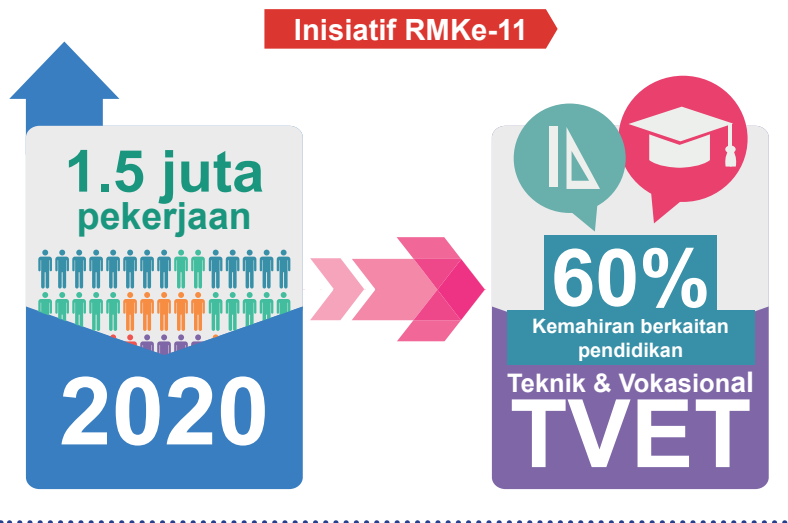 Inisiatif RMKe-11
1.5 juta
pekerjaan
2020
60%
Kemahiran berkaitan
pendidikan
Teknik & Vokasional
TVET